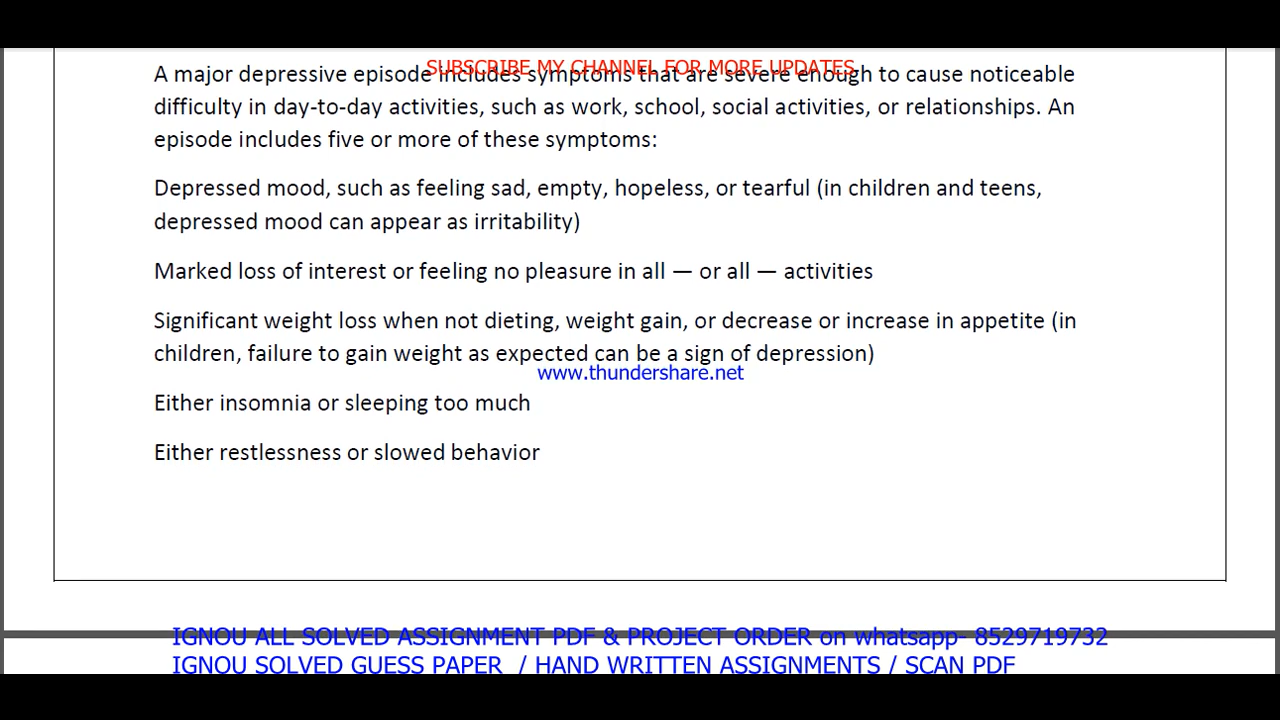 SUBSCRIBE MY CHANNEL FOR MORE UPDATES
A major depressive episode includes symptoms that are severe enough to cause noticeable
difficulty in day-to-day activities, such as work, school, social activities, or relationships. An
episode includes five or more of these symptoms:
Depressed mood, such as feeling sad, empty, hopeless, or tearful (in children and teens,
depressed mood can appear as irritability)
Marked loss of interest or feeling no pleasure in all — or all — activities
Significant weight loss when not dieting, weight gain, or decrease or increase in appetite (in
children, failure to gain weight as expected can be a sign of depression)
www.thundershare.net
Either insomnia or sleeping too much
Either restlessness or slowed behavior
IGNOU ALL SOLVED ASSIGNMENT PDF & PROJECT ORDER on whatsapp- 8529719732
IGNOU SOLVED GUESS PAPER / HAND WRITTEN ASSIGNMENTS / SCAN PDF